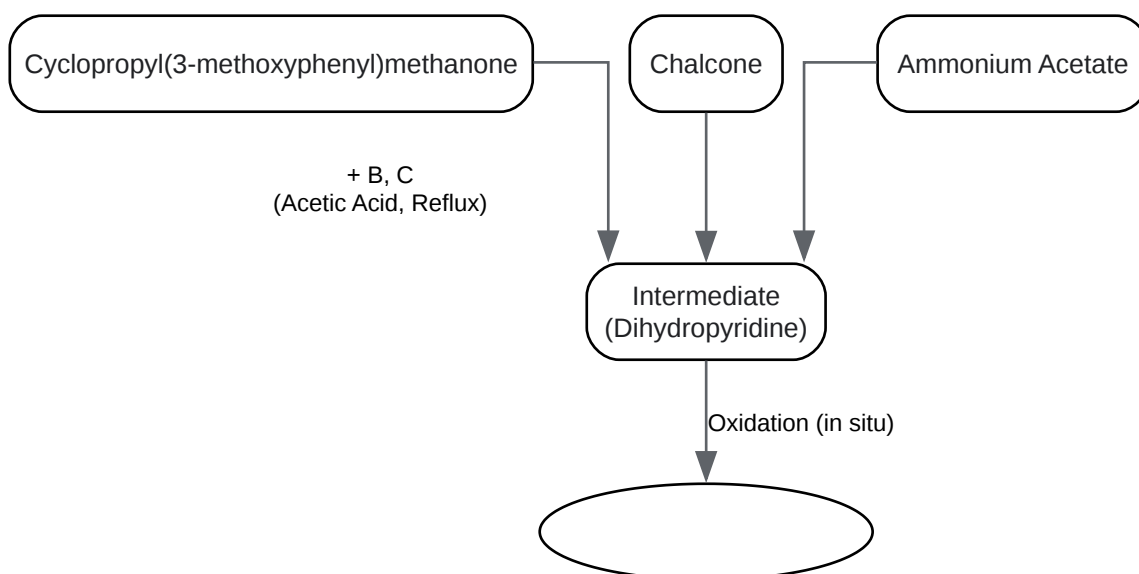 Cyclopropyl(3-methoxyphenyl)methanone
Chalcone
Ammonium Acetate
+ B, C
(Acetic Acid, Reflux)
Intermediate
(Dihydropyridine)
Oxidation (in situ)